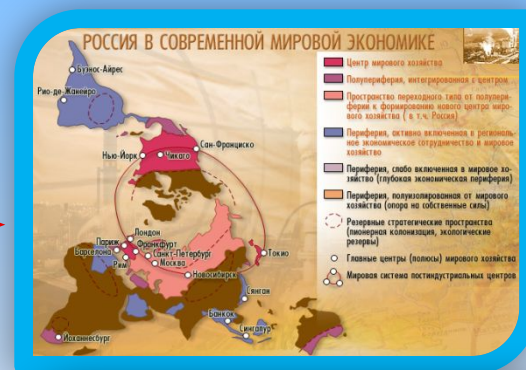 РОССИЯ В СОВРЕМЕННОЙ МИРОВОЙ ЭКОНОМИКЕ
Буэнос-Айрес
Рио-де-Жанейро
Нью-Йорк
Чикаго
Сан-Франциско
Лондон
Париж
Франкфурт
Барселона
Санкт-Петербург
Рим
Москва
Новосибирск
Токио
Сянган
Банкок
Сингапур
Йоханнесбург
Центр мирового хозяйства
Полупериферия, интегрированная с центром
Пространство переходного типа от полупери-
ферии к формированию нового центра миро-
вого хозяйства ( в т.ч. Россия)
Периферия, активно включенная в региональ-
ное экономическое сотрудничество и мировое
хозяйство
Периферия, слабо включенная в мировое хо-
зяйство (глубокая экономическая периферия)
Периферия, полуизолированная от мирового
хозяйства (опора на собственные силы)
Резервные стратегические пространства
(пионерная колонизация, экологические
резервы)
Главные центры (полюсы) мирового хозяйства
Мировая система постиндустриальных центров